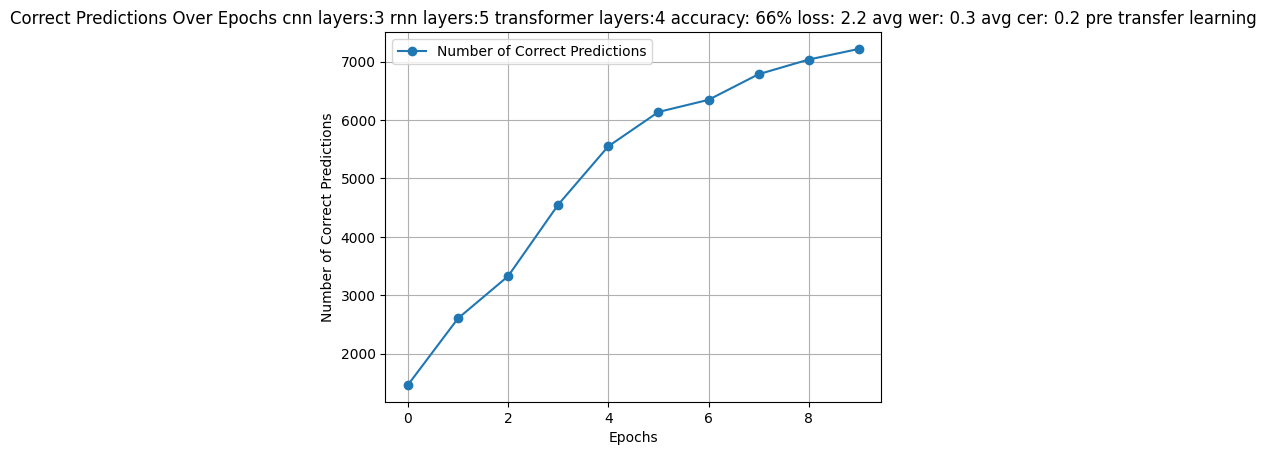 Correct Predictions Over Epochs cnn layers:3 rnn layers:5 transformer layers:4 accuracy: 66% loss: 2.2 avg wer: 0.3 avg cer: 0.2 pre transfer learning
Number of Correct Predictions
7000
6000
5000
4000
3000
2000
Number of Correct Predictions
0 2 4 6 8
Epochs